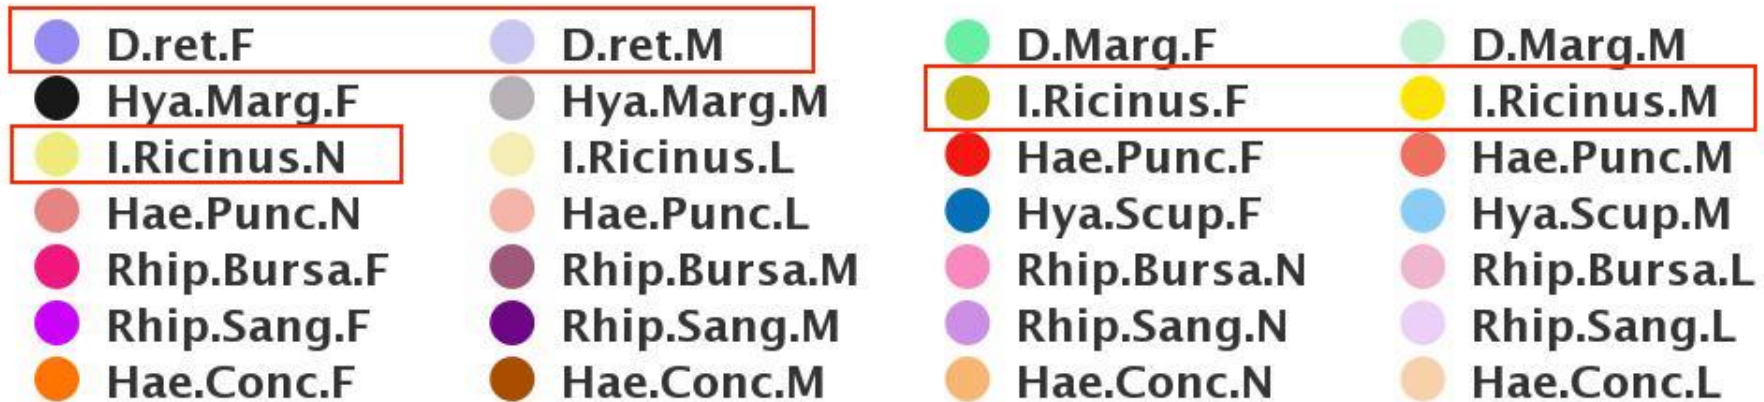 D.ret.F D.ret.M D.Marg.F D.Marg.M
Hya.Marg.F Hya.Marg.M I.Ricinus.F I.Ricinus.M
I.Ricinus.N I.Ricinus.L Hae.Punc.F Hae.Punc.M
Hae.Punc.N Hae.Punc.L Hya.Scup.F Hya.Scup.M
Rhip.Bursa.F Rhip.Bursa.M Rhip.Bursa.N Rhip.Bursa.L
Rhip.Sang.F Rhip.Sang.M Rhip.Sang.N Rhip.Sang.L
Hae.Conc.F Hae.Conc.M Hae.Conc.N Hae.Conc.L